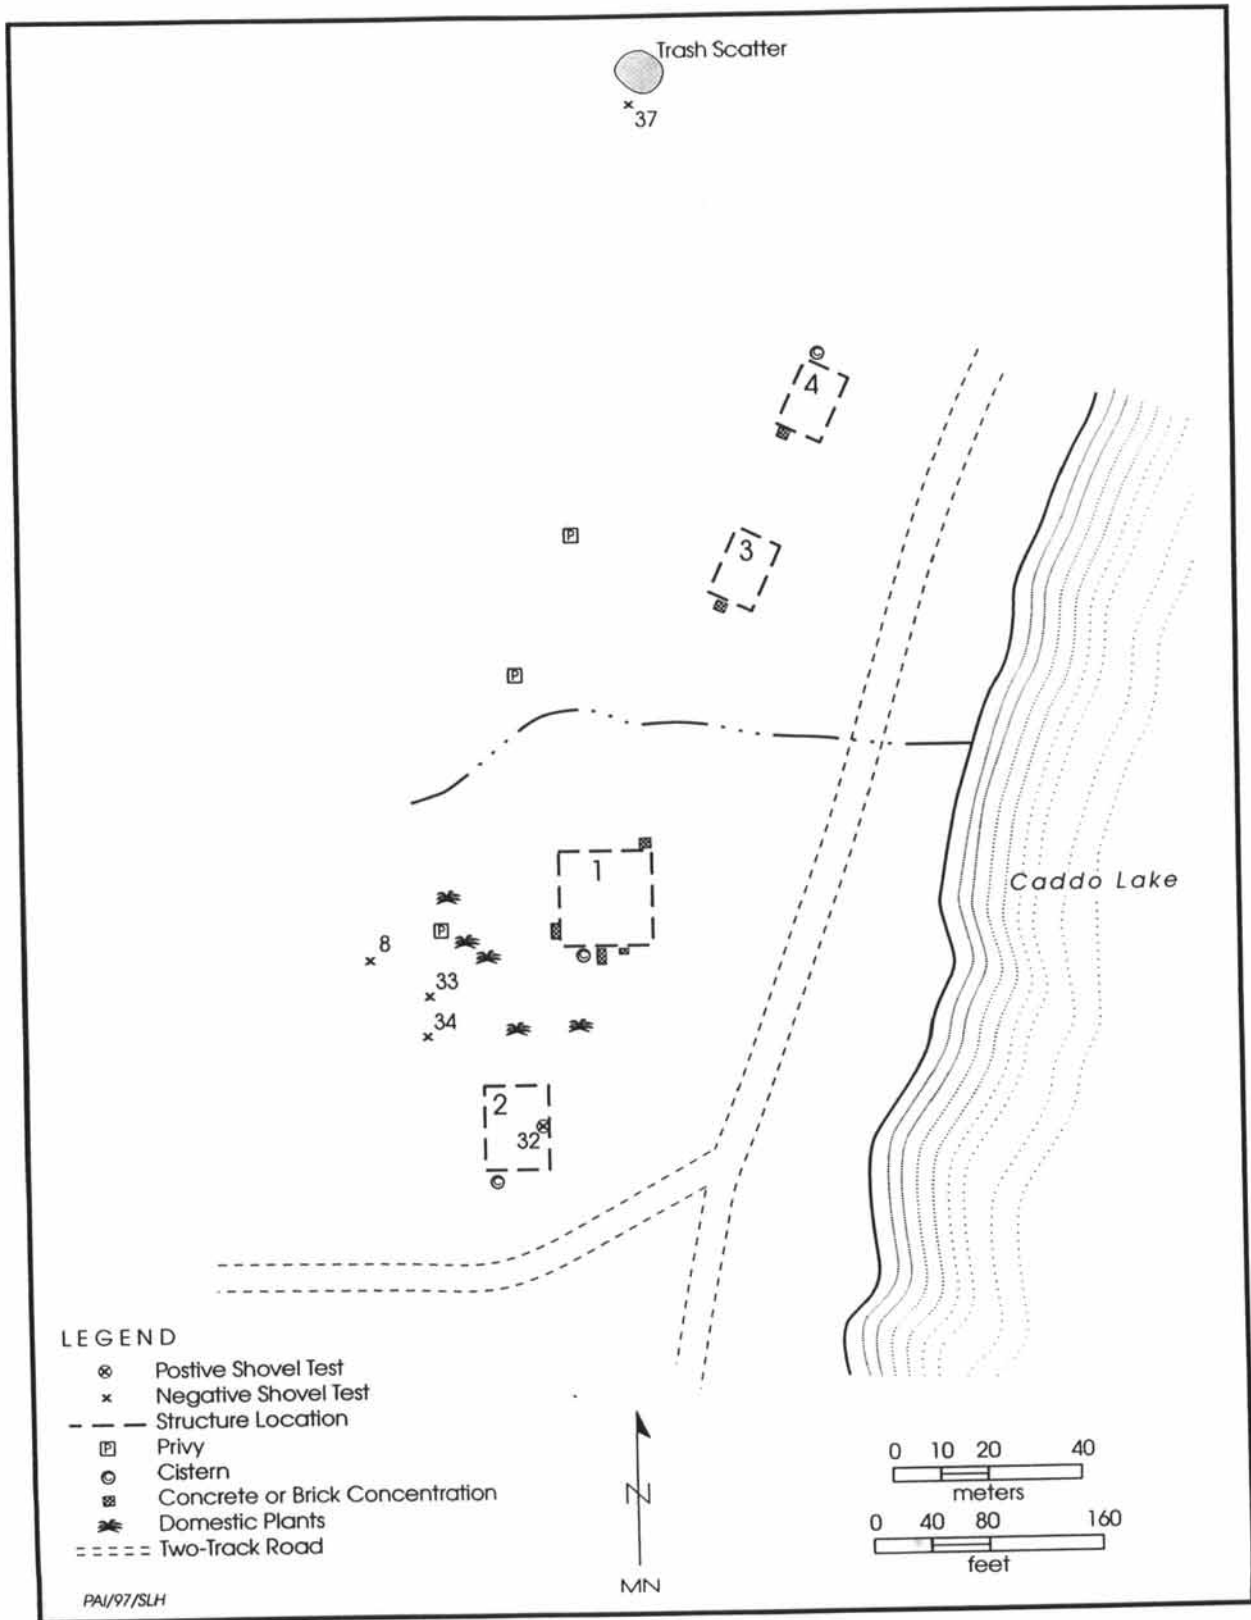 Trash Scatter
37
4
P
3
P
1
Caddo Lake
P
8
33
34
2
32
LEGEND
Postive Shovel Test
Negative Shovel Test
Structure Location
P Privy
C Cistern
Concrete or Brick Concentration
Domestic Plants
Two-Track Road
PAI/97/SLH
N
MN
0 10 20 40
meters
0 40 80 160
feet